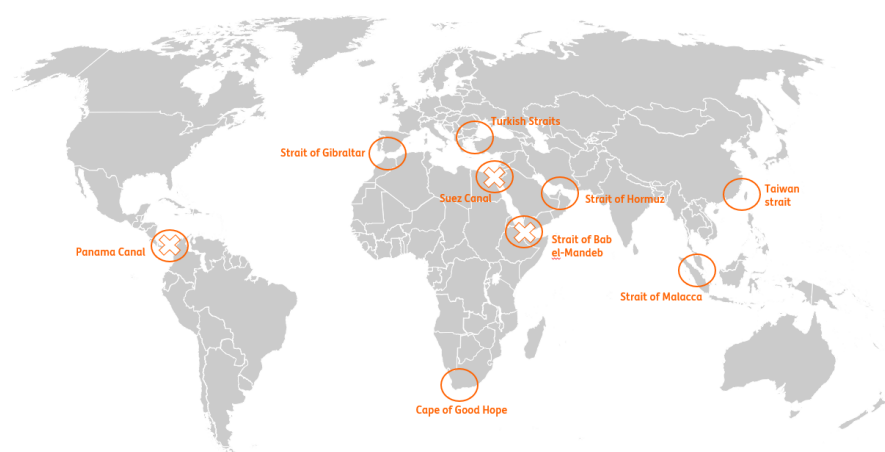 Turkish Straits
Strait of Gibraltar
Suez Canal
Strait of Hormuz
Taiwan
strait
Strait of Bab
el-Mandeb
Panama Canal
Strait of Malacca
Cape of Good Hope